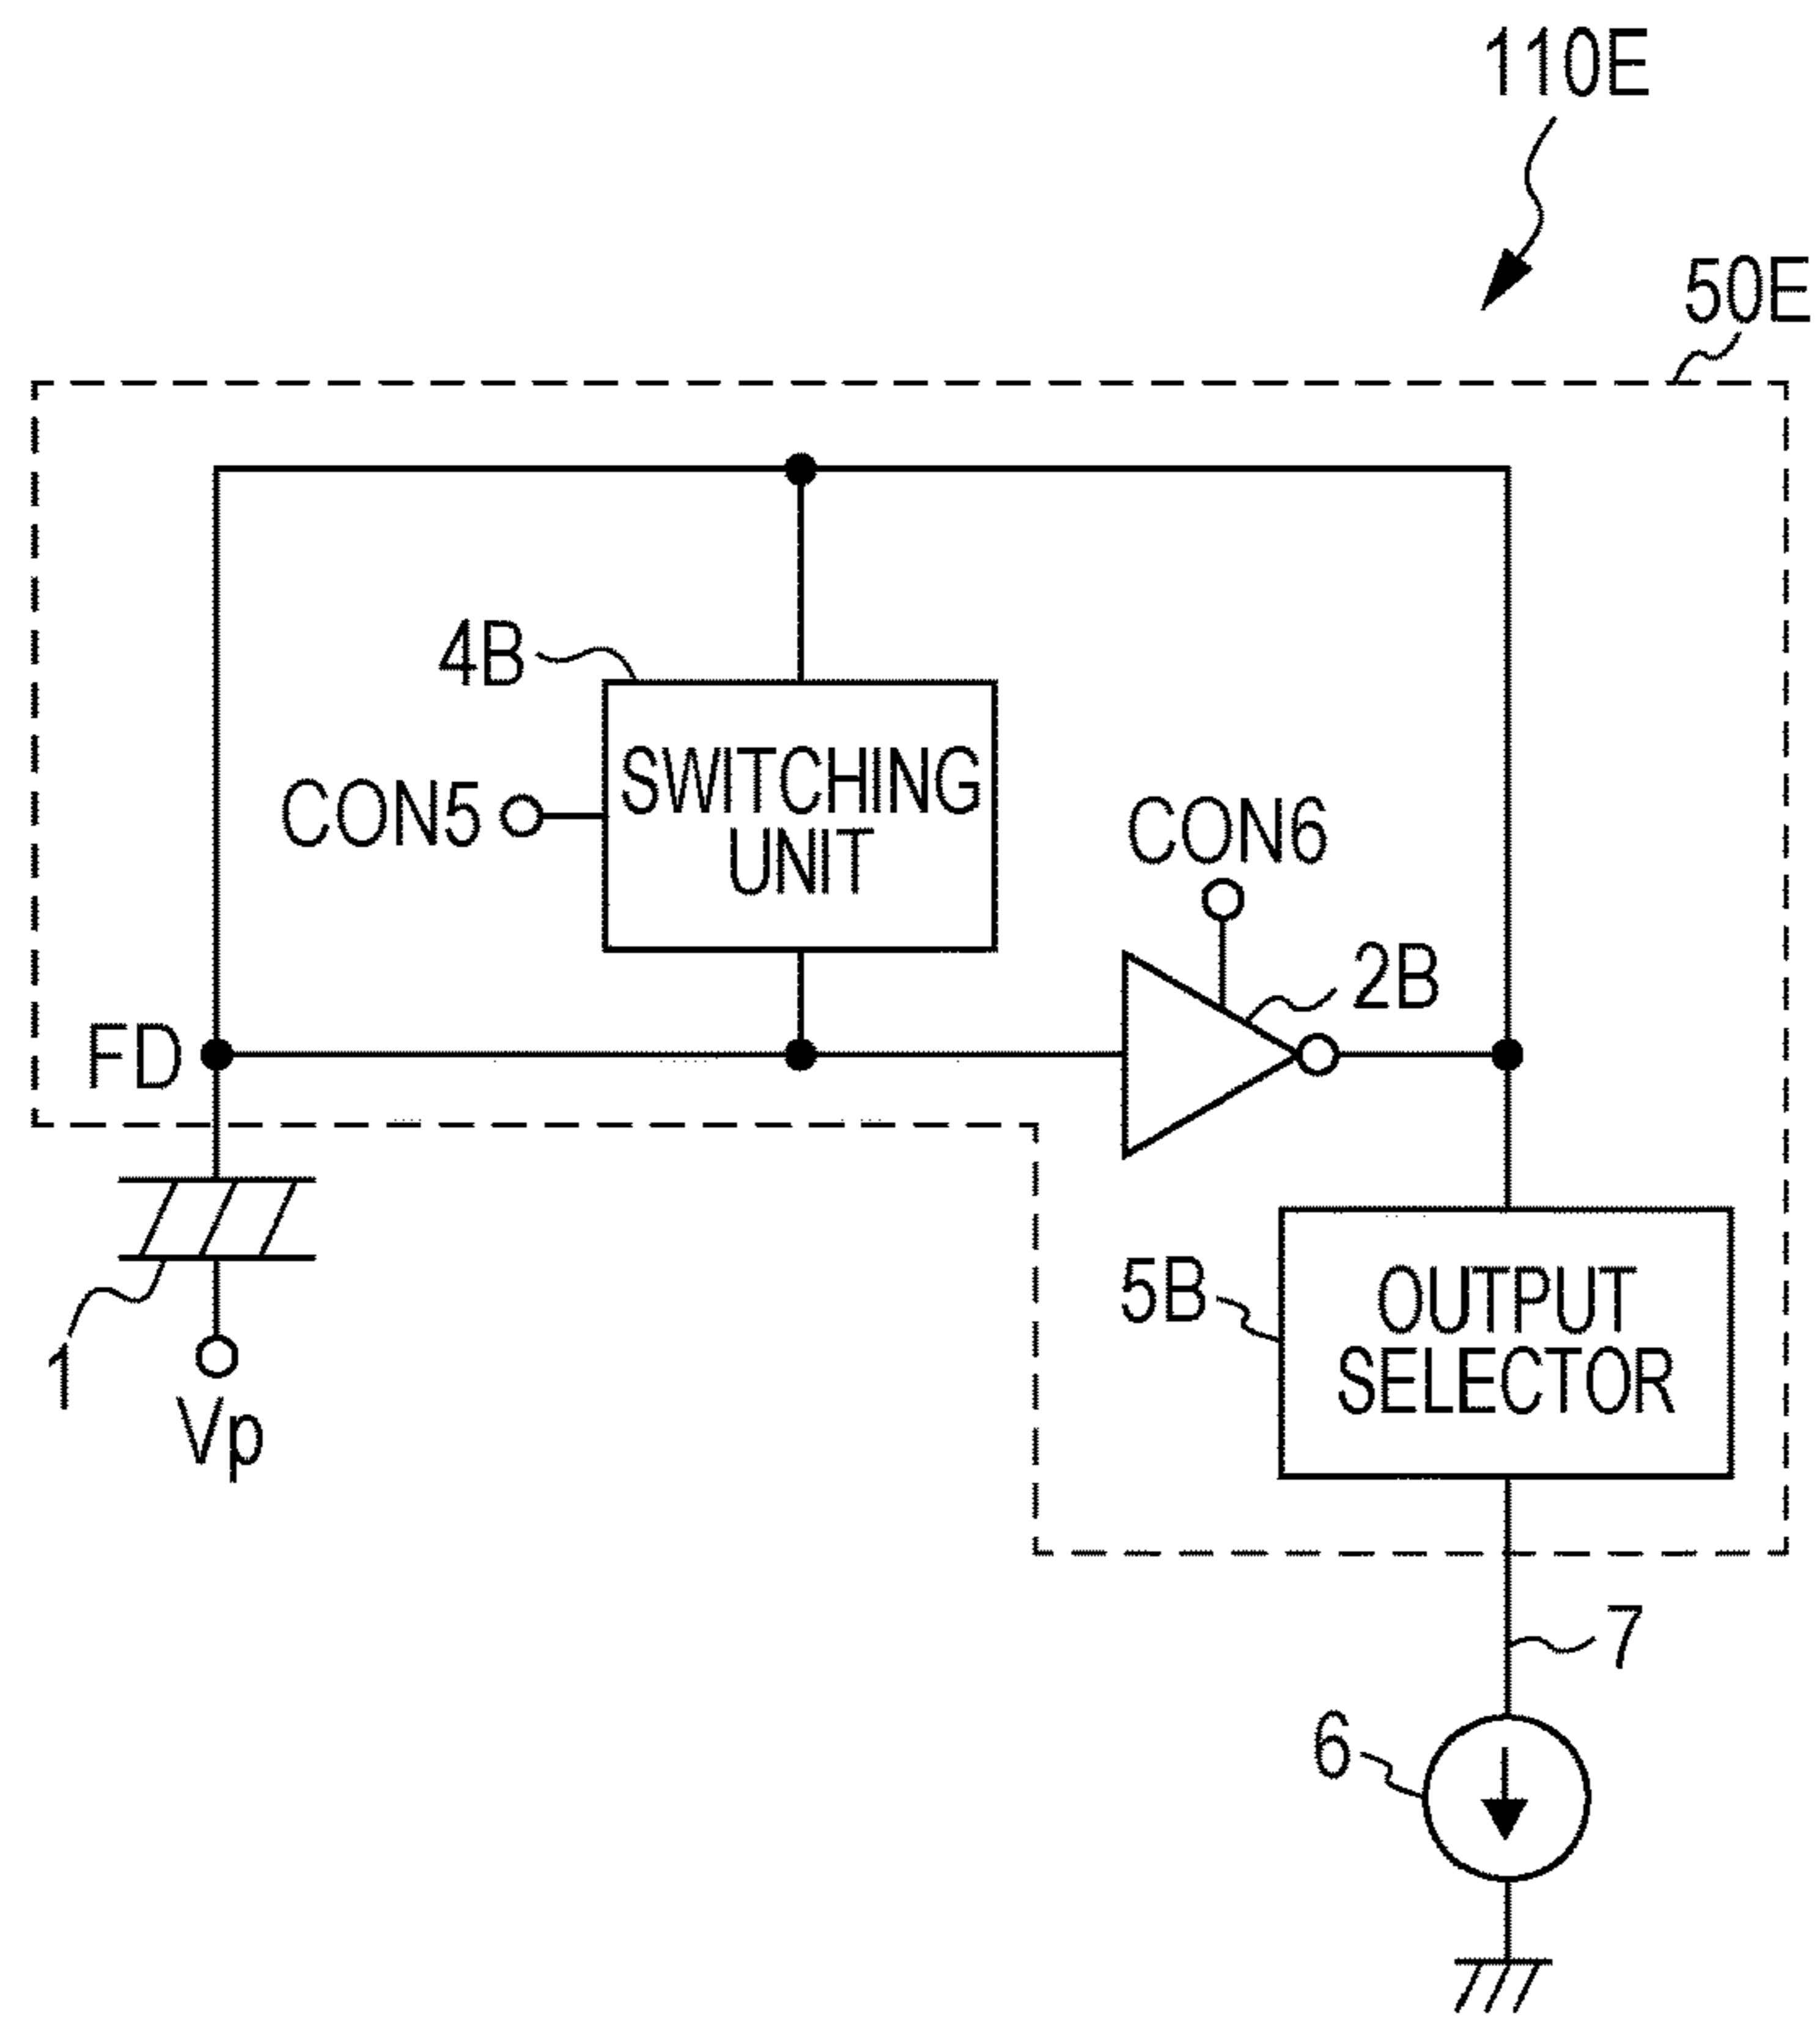 110E
50E
4B
SWITCHING
UNIT
CON5
CON6
2B
FD
5B
OUTPUT
SELECTOR
1
Vp
7
6